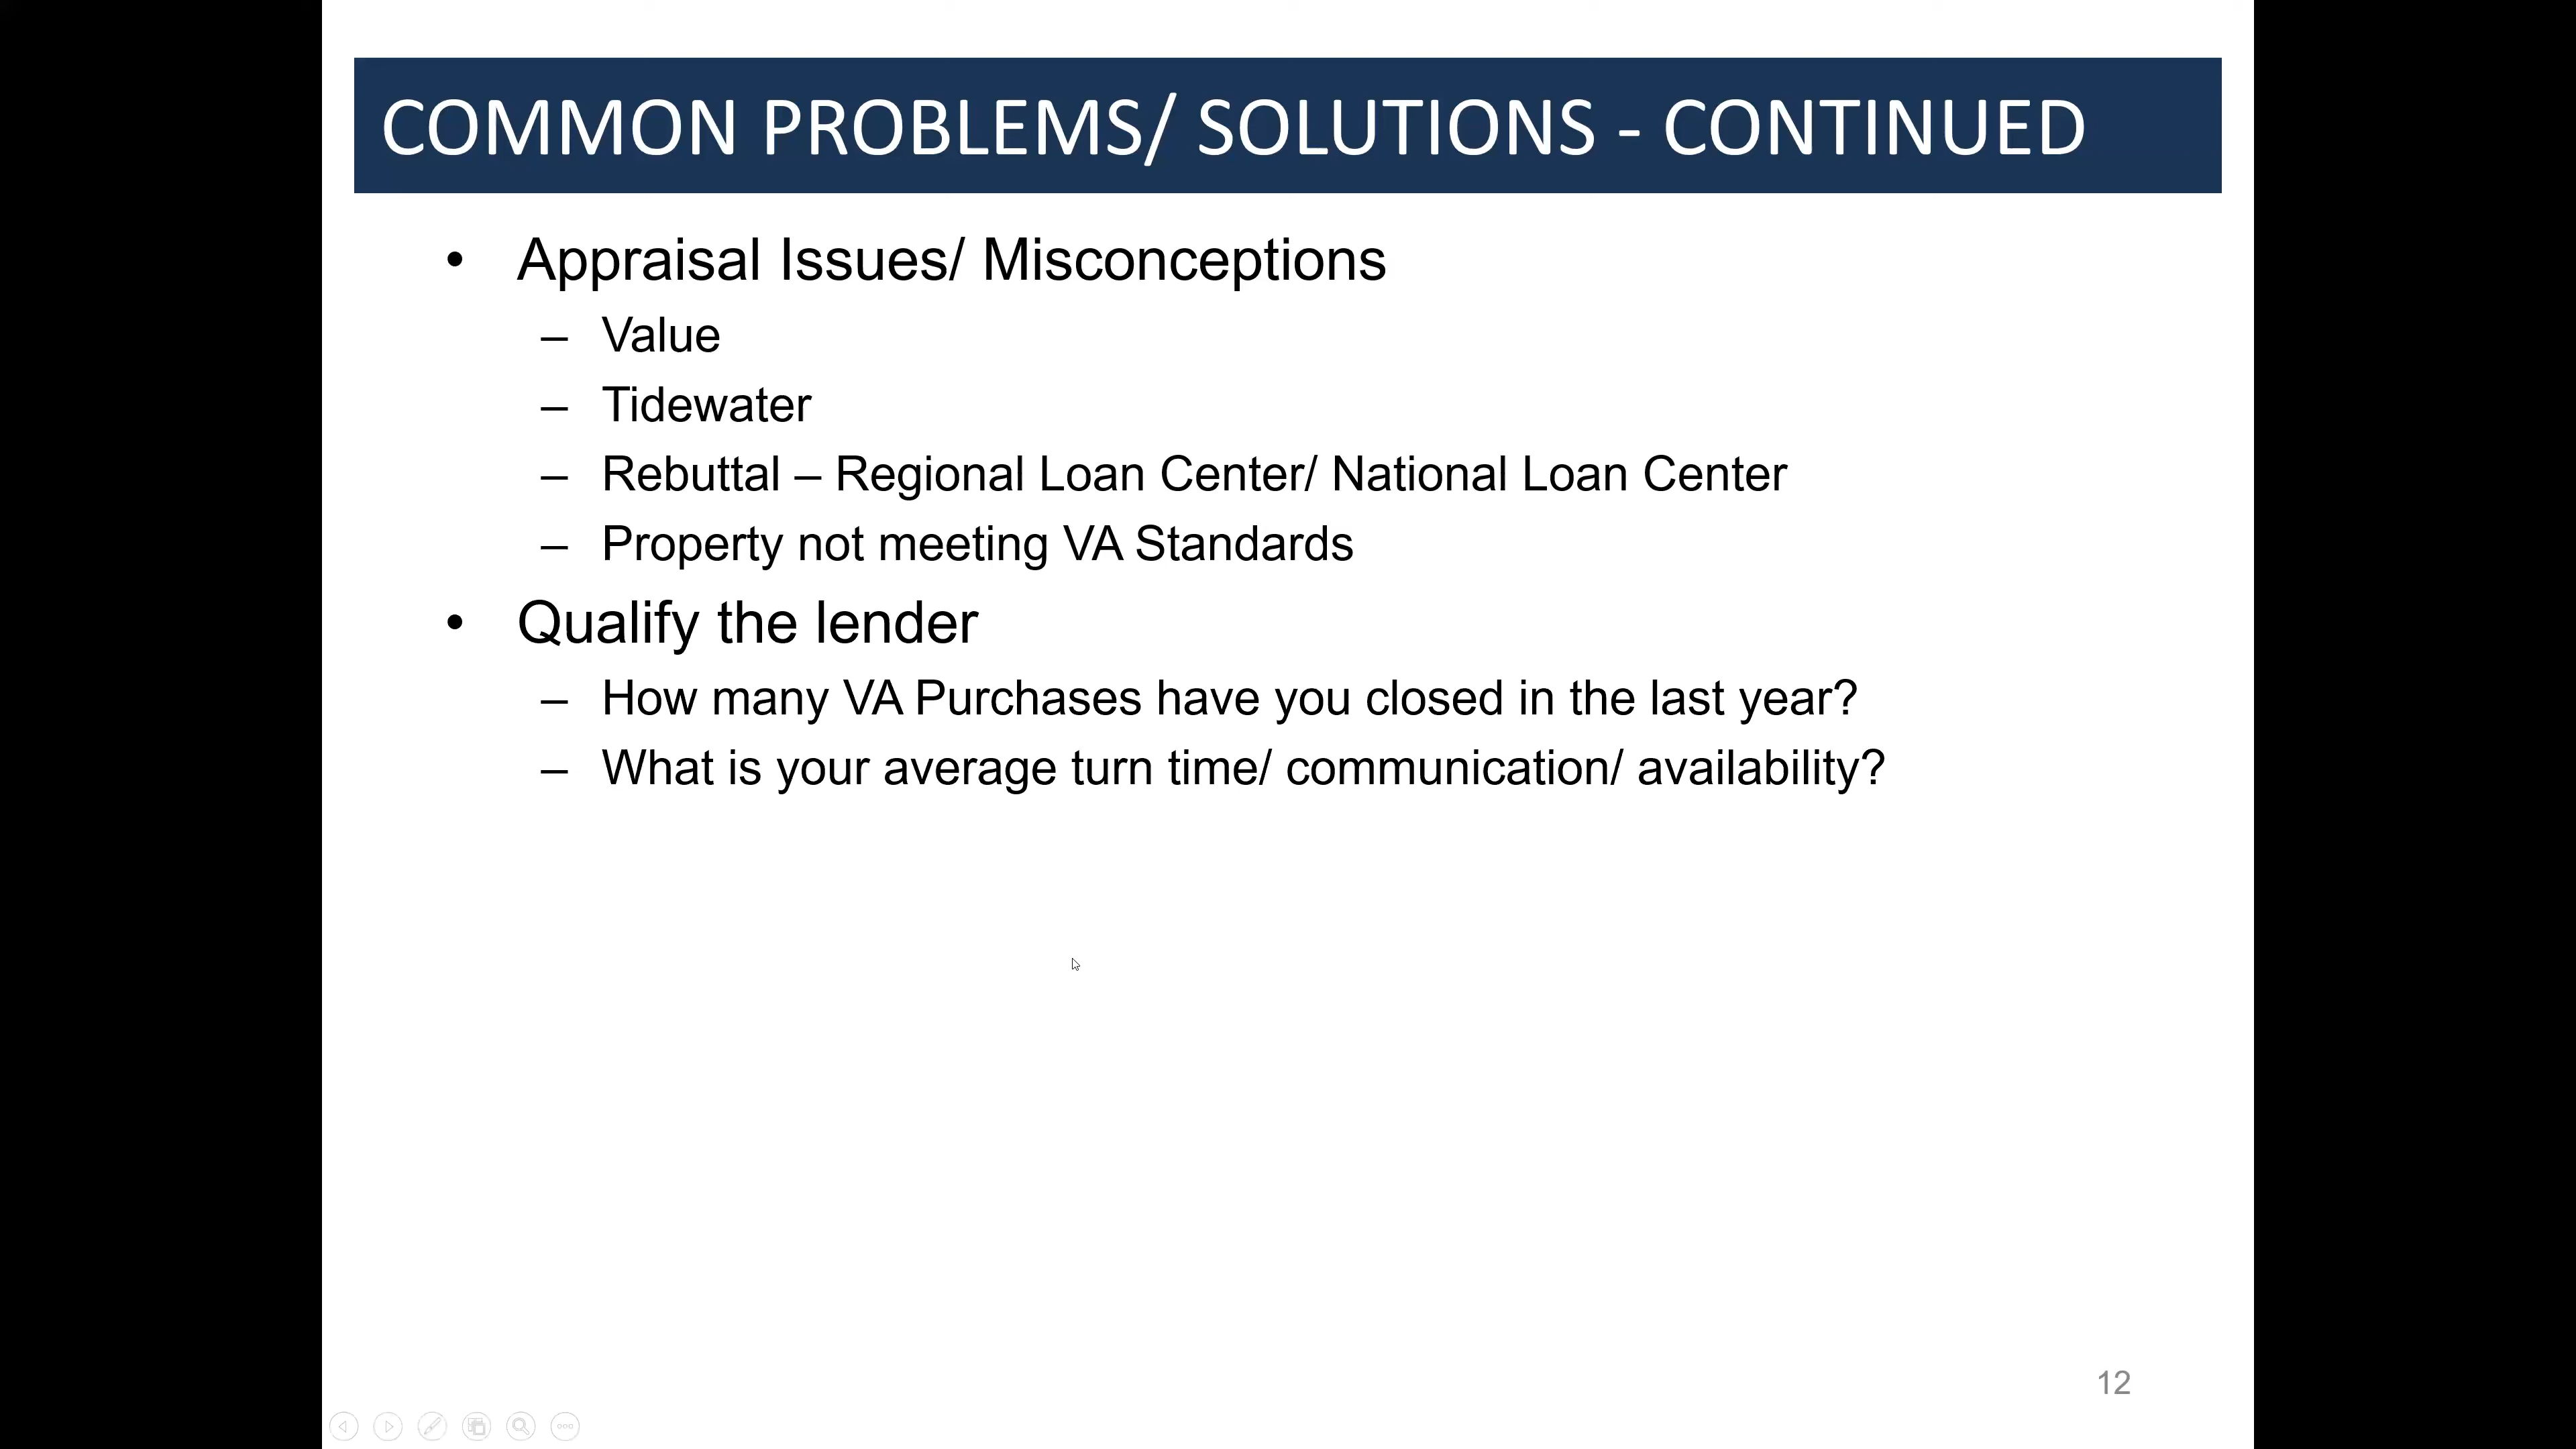 COMMON PROBLEMS/ SOLUTIONS - CONTINUED
• Appraisal Issues/ Misconceptions
– Value
– Tidewater
– Rebuttal – Regional Loan Center/ National Loan Center
– Property not meeting VA Standards
• Qualify the lender
– How many VA Purchases have you closed in the last year?
– What is your average turn time/ communication/ availability?
12